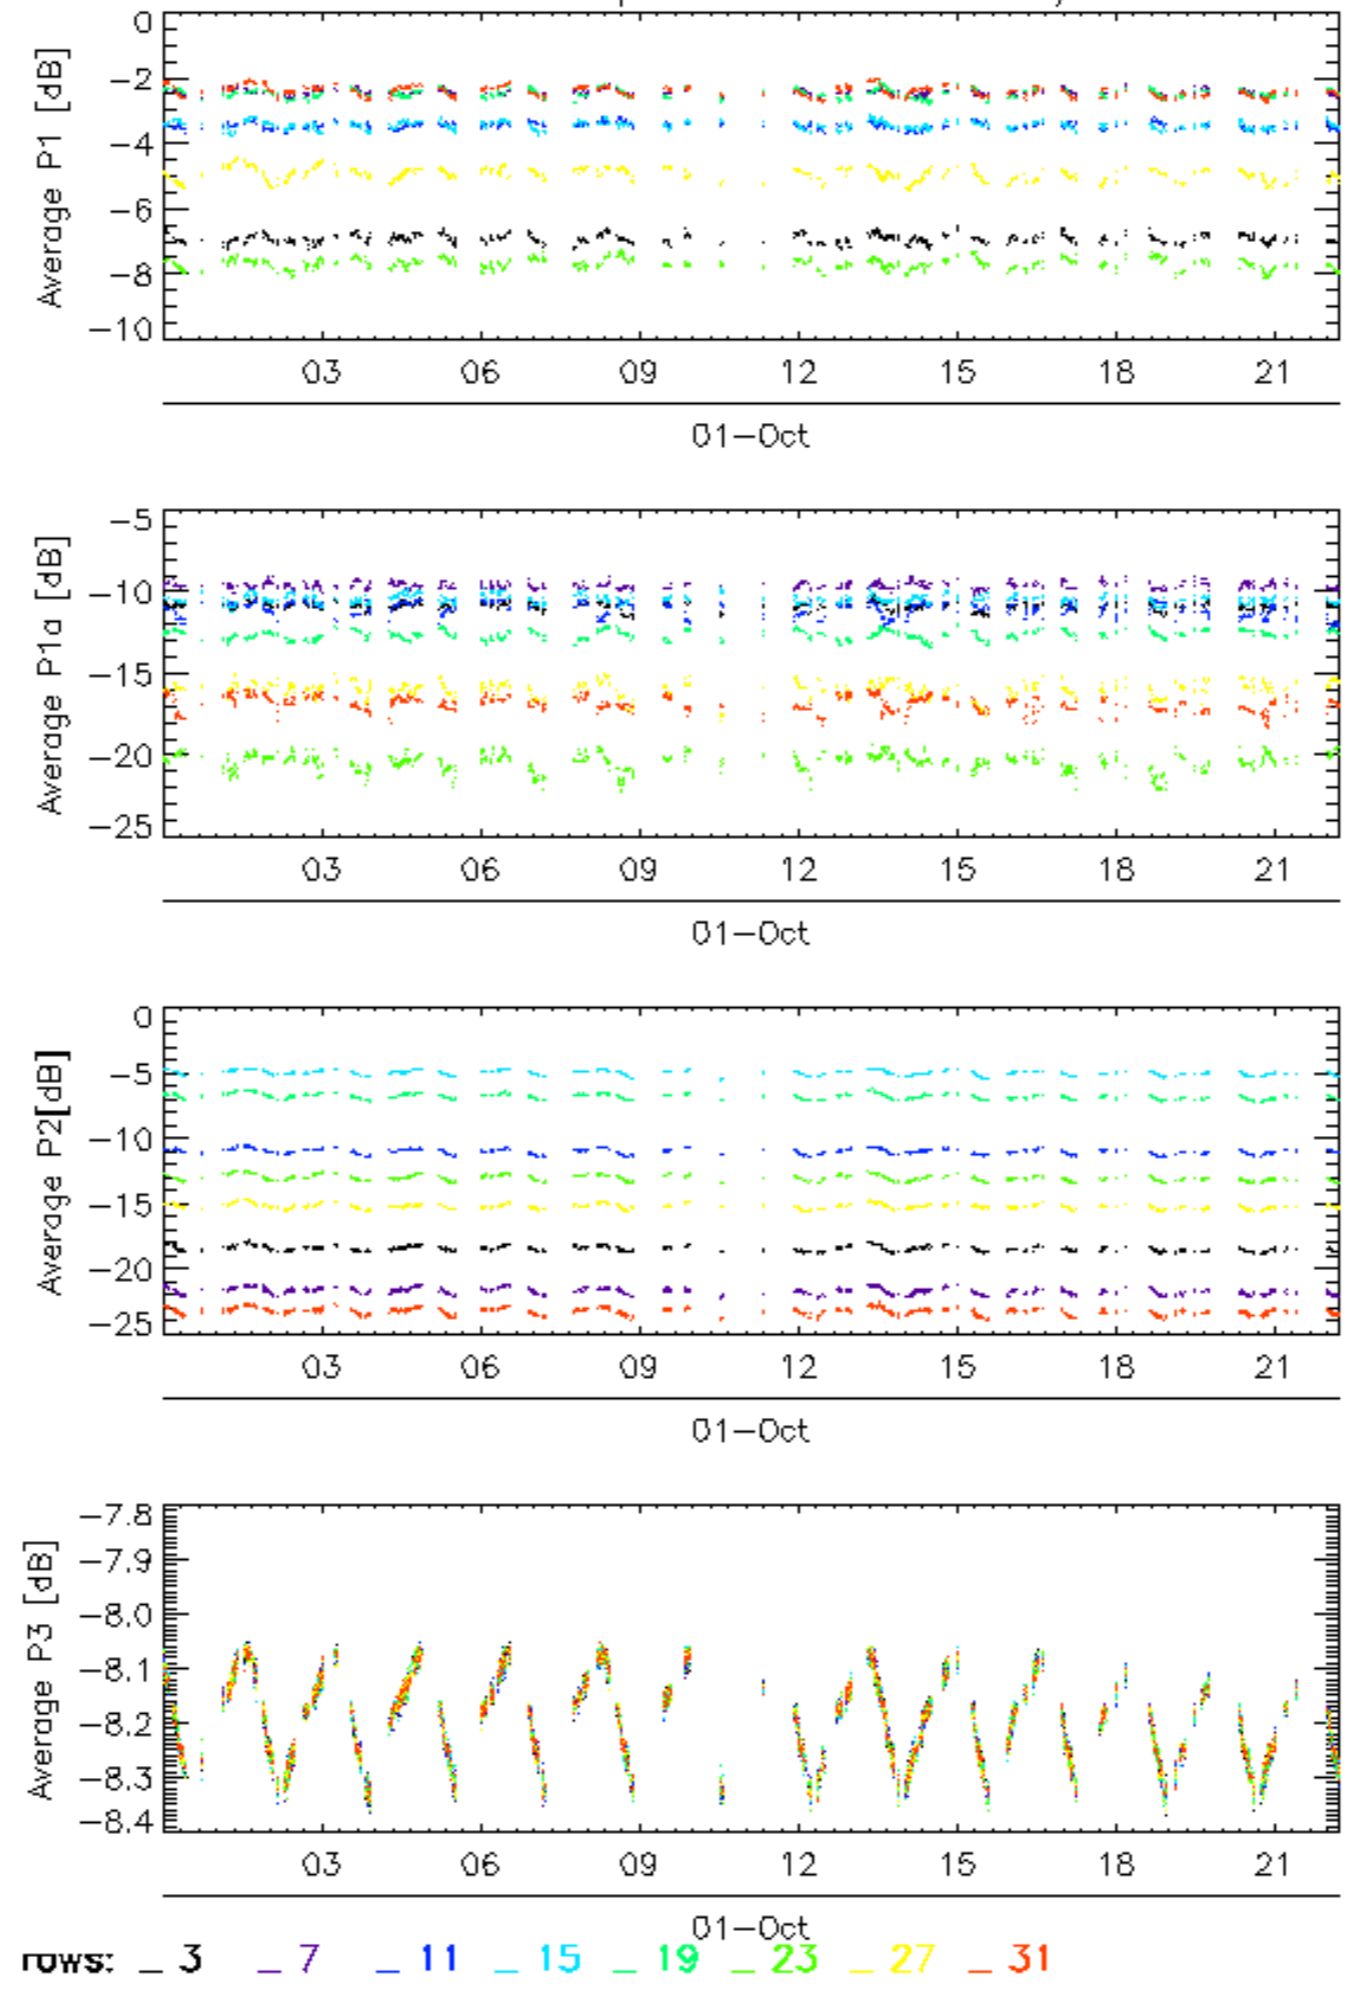 0
−2
−4
−6
−8
−10
Average P1 [dB]
03 06 09 12 15 18 21
01−Oct
−5
−10
−15
−20
−25
Average P1a [dB]
03 06 09 12 15 18 21
01−Oct
0
−5
−10
−15
−20
−25
Average P2[dB]
03 06 09 12 15 18 21
01−Oct
−7.8
−7.9
−8.0
−8.1
−8.2
−8.3
−8.4
Average P3 [dB]
03 06 09 12 15 18 21
01−Oct
rows: _ 3 _ 7 _ 11 _ 15 _ 19 _ 23 _ 27 _ 31